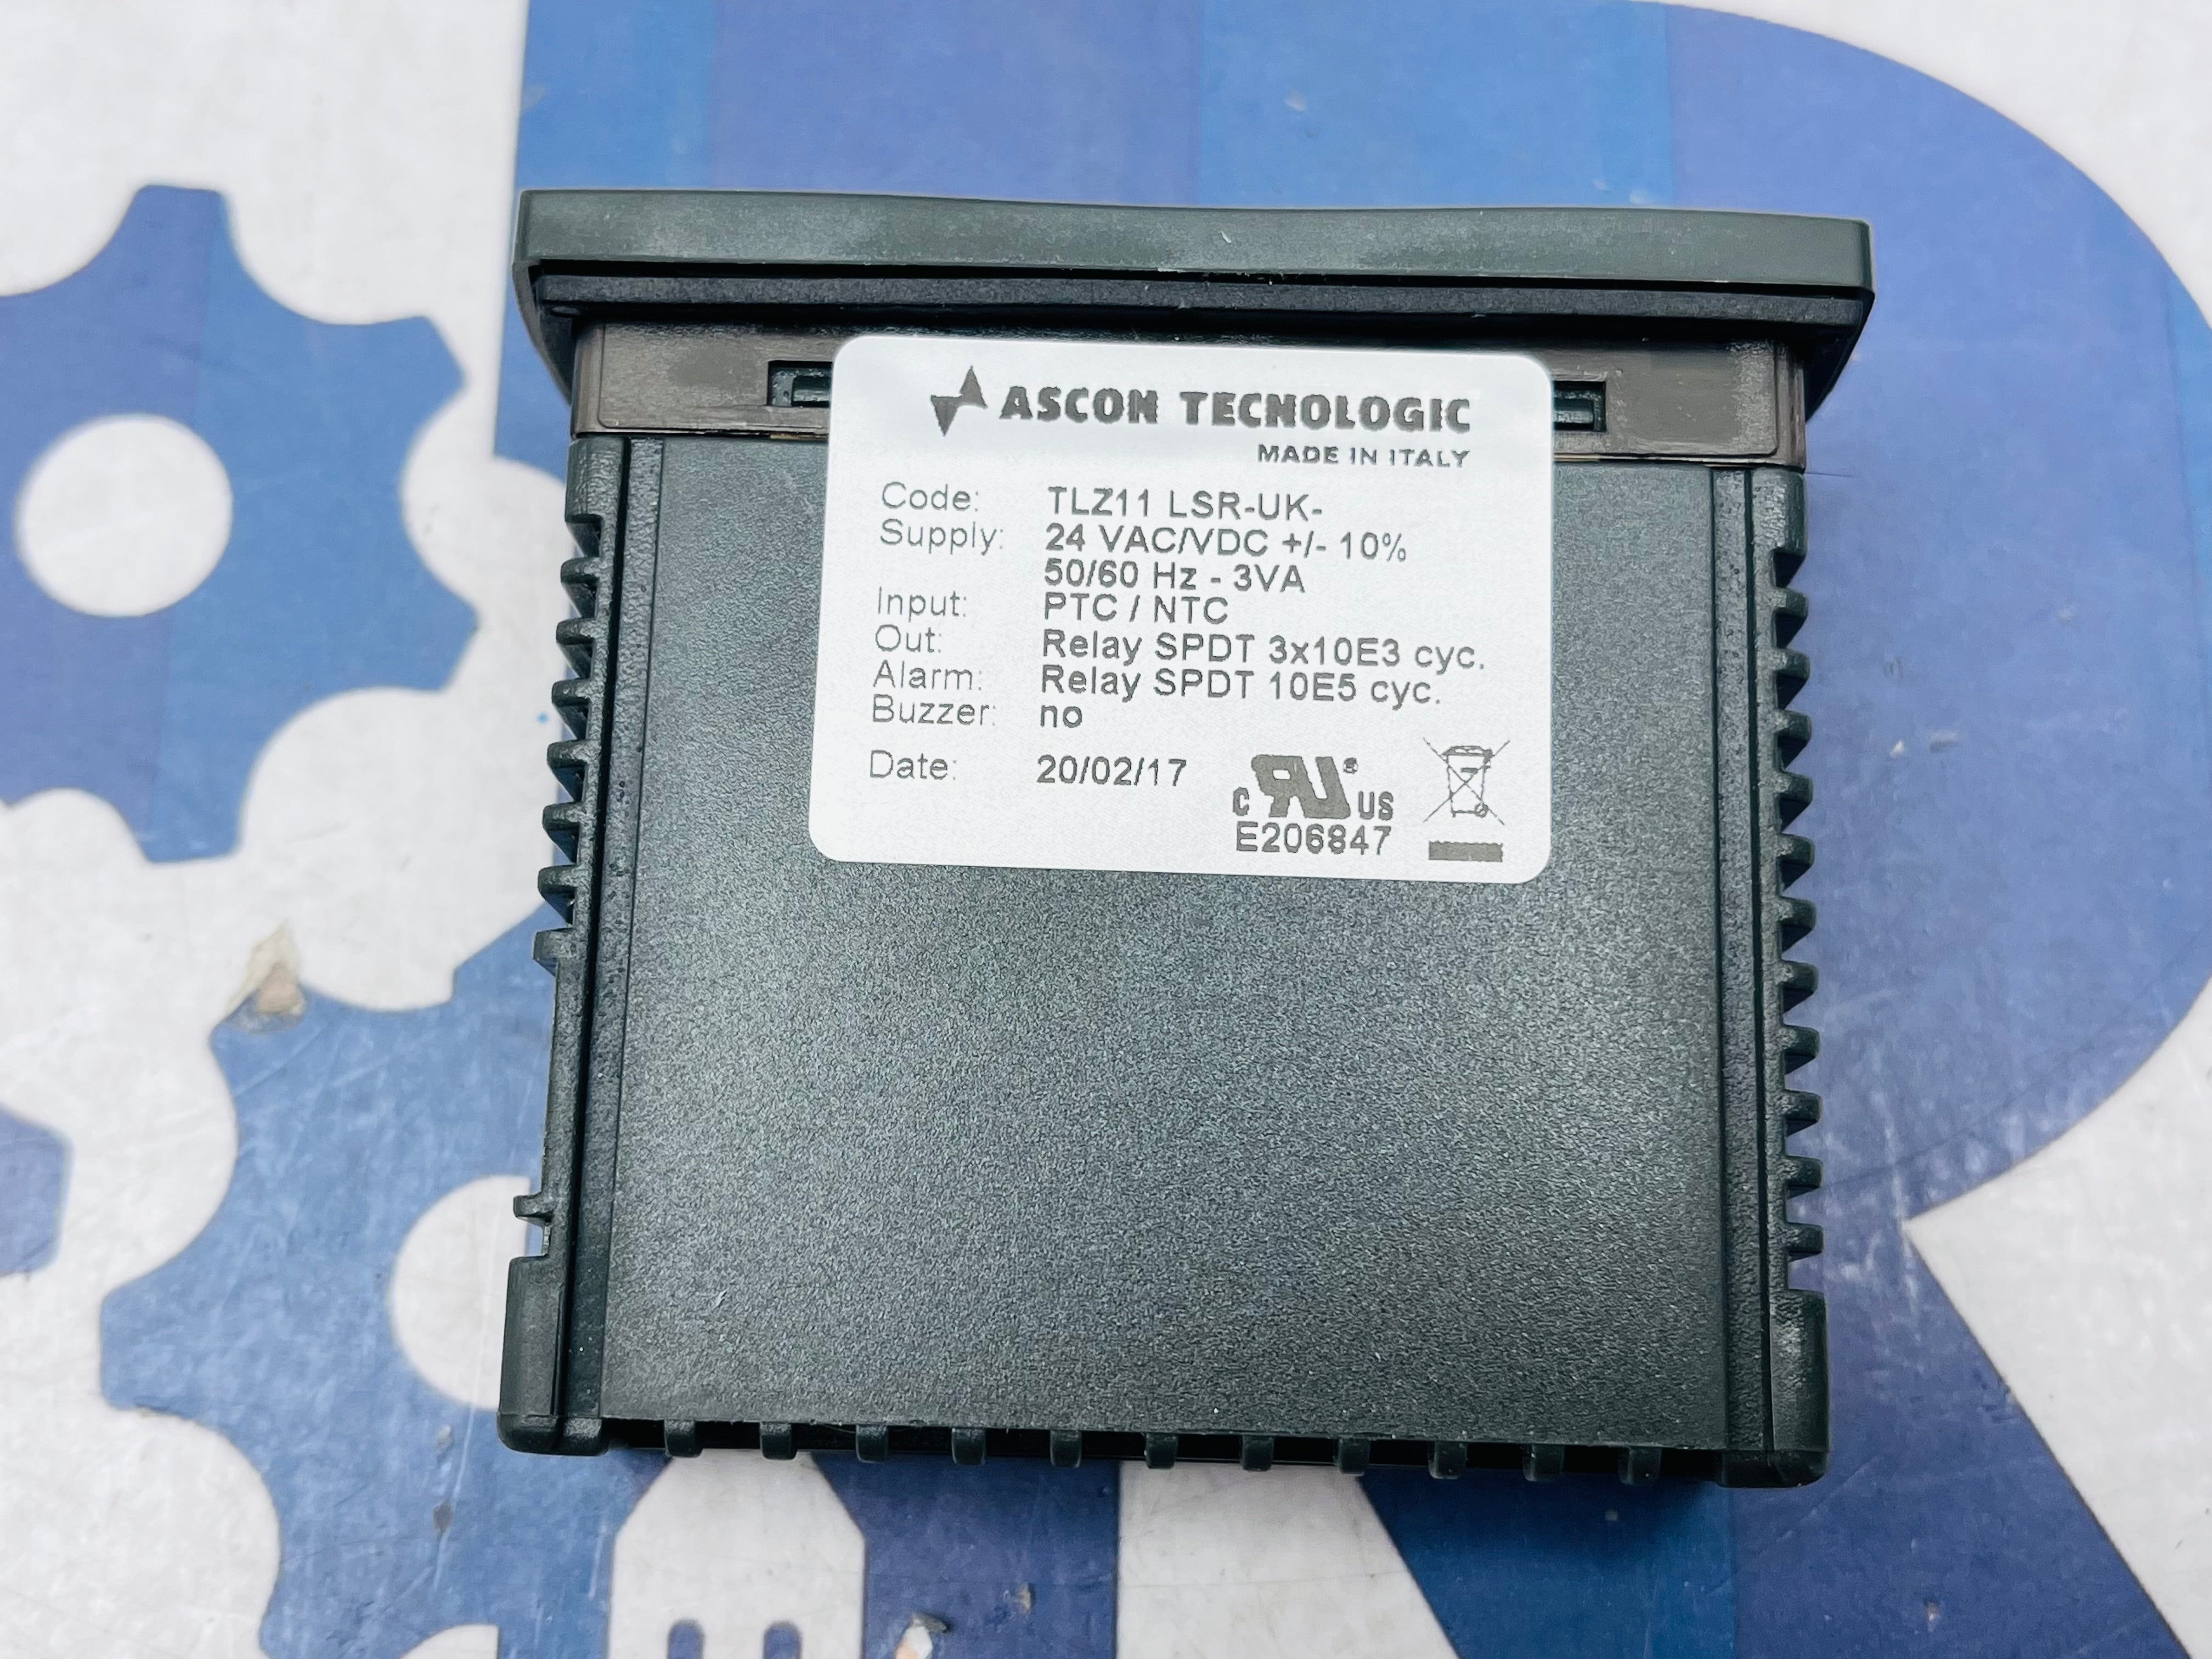 ASCON TECNOLOGIC
MADE IN ITALY
Code: TLZ11 LSR-UK-
Supply: 24 VAC/VDC +/- 10%
50/60 Hz - 3VA
Input: PTC / NTC
Out: Relay SPDT 3x10E3 cyc.
Alarm: Relay SPDT 10E5 cyc.
Buzzer: no
Date: 20/02/17
C RU® US
E206847